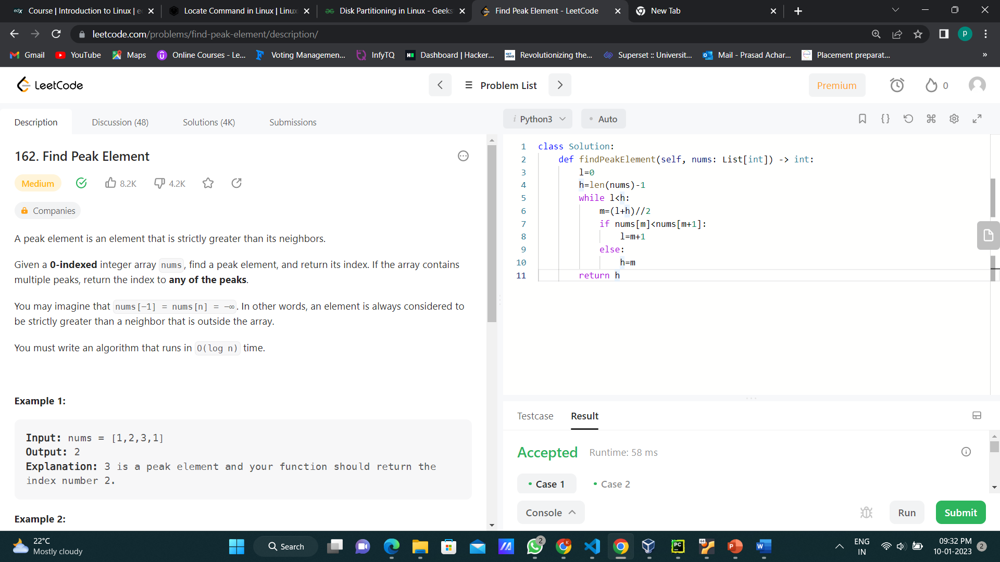 Course | Introduction to Linux | e
Locate Command in Linux | Linux
Disk Partitioning in Linux - Geeks
Find Peak Element - LeetCode
New Tab
leetcode.com/problems/find-peak-element/description/
Gmail
YouTube
Maps
Online Courses - Le...
Voting Managemen...
InfyTQ
Dashboard | Hacker...
Revolutionizing the...
Superset :: Universit...
Mail - Prasad Achar...
Placement preparat...
»
LeetCode
Problem List
Premium
0
Description
Discussion (48)
Solutions (4K)
Submissions
162. Find Peak Element
Medium
8.2K
4.2K
Companies
A peak element is an element that is strictly greater than its neighbors.
Given a 0-indexed integer array nums, find a peak element, and return its index. If the array contains
multiple peaks, return the index to any of the peaks.
You may imagine that nums[-1] = nums[n] = -∞. In other words, an element is always considered to
be strictly greater than a neighbor that is outside the array.
You must write an algorithm that runs in O(log n) time.
Example 1:
Input: nums = [1,2,3,1]
Output: 2
Explanation: 3 is a peak element and your function should return the
index number 2.
Example 2:
i Python3
Auto
1 class Solution:
2 def findPeakElement(self, nums: List[int]) -> int:
3 l=0
4 h=len(nums)-1
5 while l<h:
6 m=(l+h)//2
7 if nums[m]<nums[m+1]:
8 l=m+1
9 else:
10 h=m
11 return h
Testcase
Result
Accepted
Runtime: 58 ms
Case 1
Case 2
Console
Run
Submit
22°C
Mostly cloudy
Search
2
ENG
IN
09:32 PM
10-01-2023
2